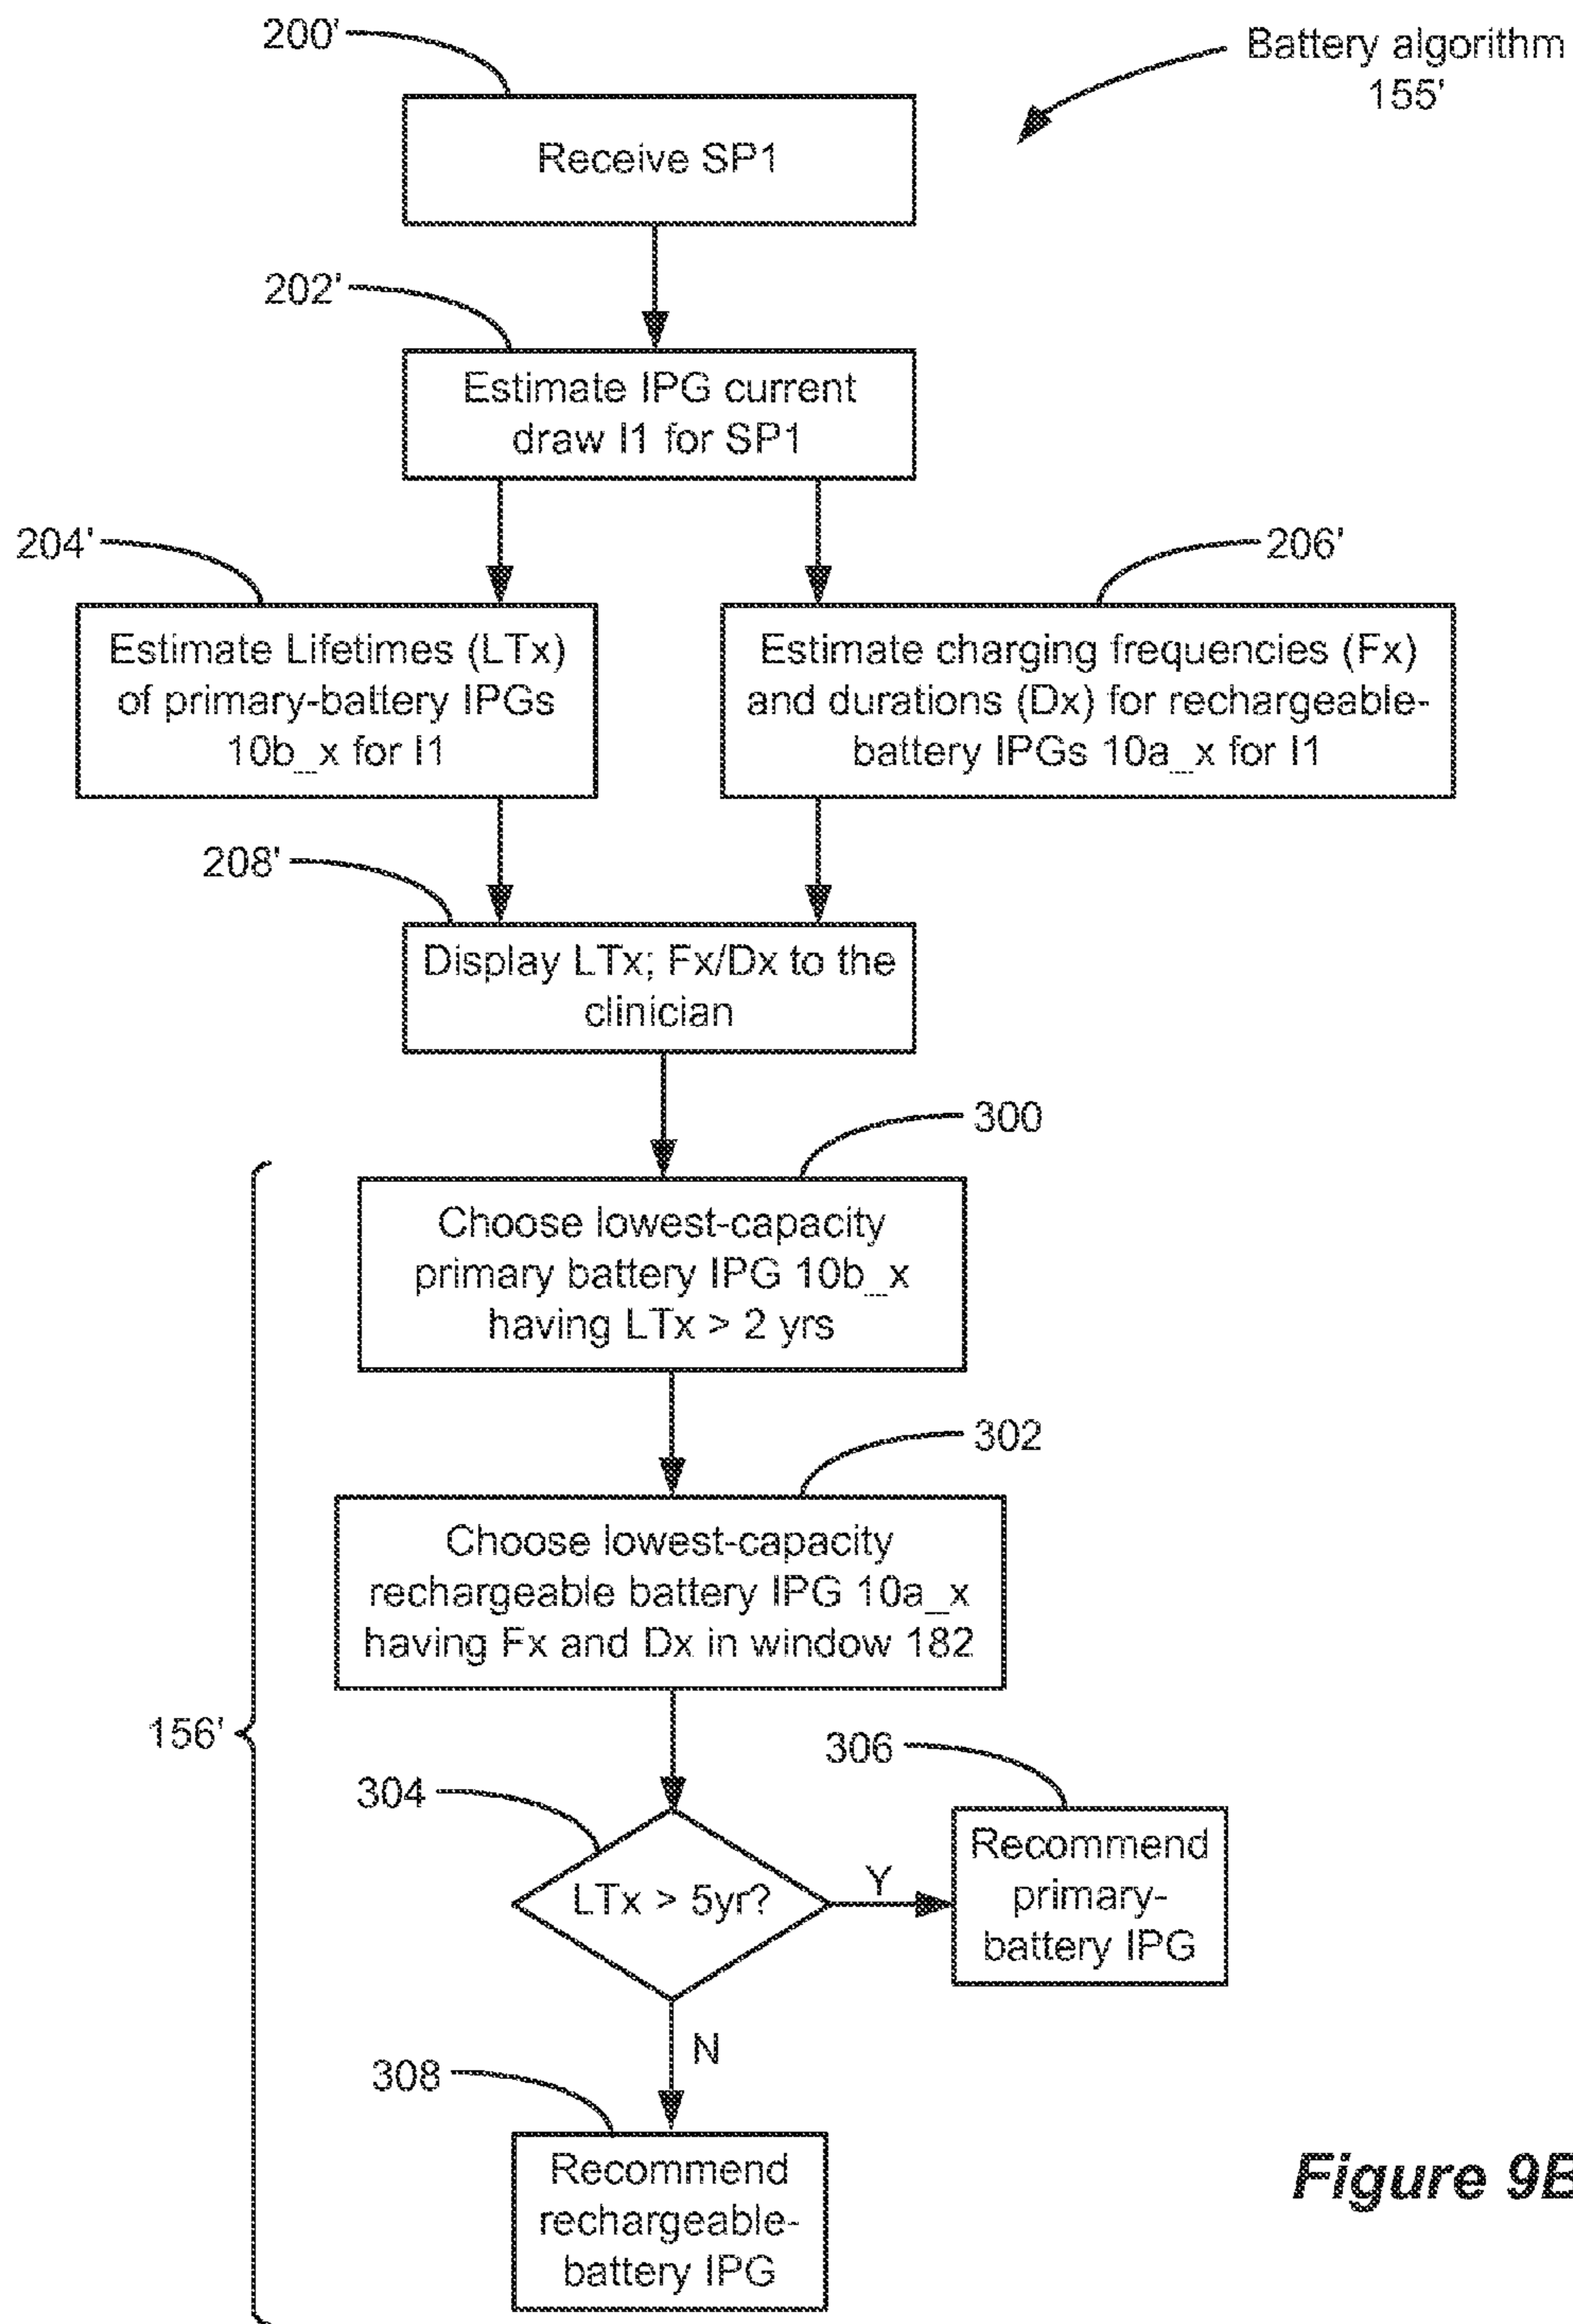 200'
Battery algorithm
155'
Receive SP1
202'
Estimate IPG current
draw I1 for SP1
204'
206'
Estimate Lifetimes (LTx)
of primary-battery IPGs
10b_x for I1
Estimate charging frequencies (Fx)
and durations (Dx) for rechargeable-
battery IPGs 10a_x for I1
208'
Display LTx; Fx/Dx to the
clinician
300
Choose lowest-capacity
primary battery IPG 10b_x
having LTx > 2 yrs
302
Choose lowest-capacity
rechargeable battery IPG 10a_x
having Fx and Dx in window 182
156'
306
304
Recommend
primary-
battery IPG
LTx > 5yr?
Y
N
308
Recommend
rechargeable-
battery IPG
Figure 9B